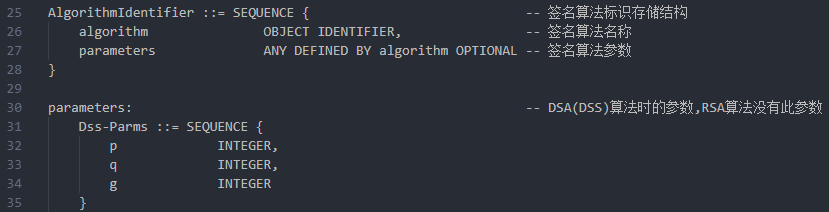 25 AlgorithmIdentifier ::= SEQUENCE { -- 签名算法标识存储结构
26 algorithm OBJECT IDENTIFIER, -- 签名算法名称
27 parameters ANY DEFINED BY algorithm OPTIONAL -- 签名算法参数
28 }
29
30 parameters: -- DSA(DSS)算法时的参数,RSA算法没有此参数
31 Dss-Parms ::= SEQUENCE {
32 p INTEGER,
33 q INTEGER,
34 g INTEGER
35 }